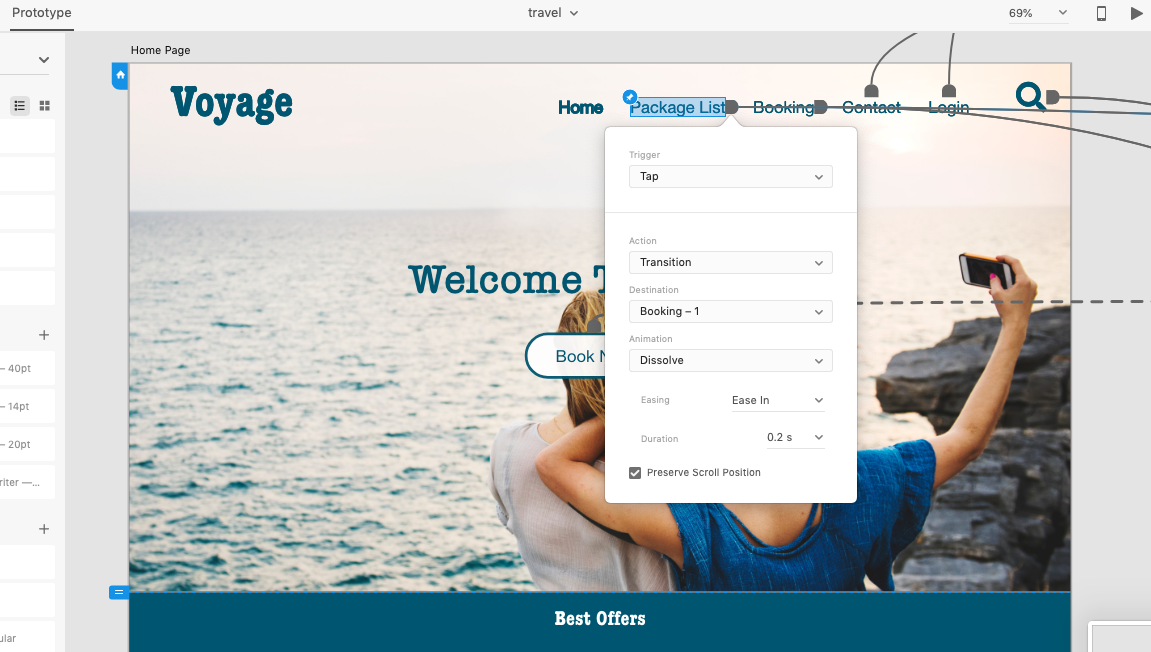 Prototype
travel
69%
Home Page
Voyage
Home
Package List
Booking
Contact
Login
Trigger
Tap
Action
Transition
Destination
Booking – 1
Animation
Dissolve
Easing
Ease In
Duration
0.2 s
Preserve Scroll Position
Welcome T
Book N
– 40pt
– 14pt
– 20pt
riter —...
ular
Best Offers